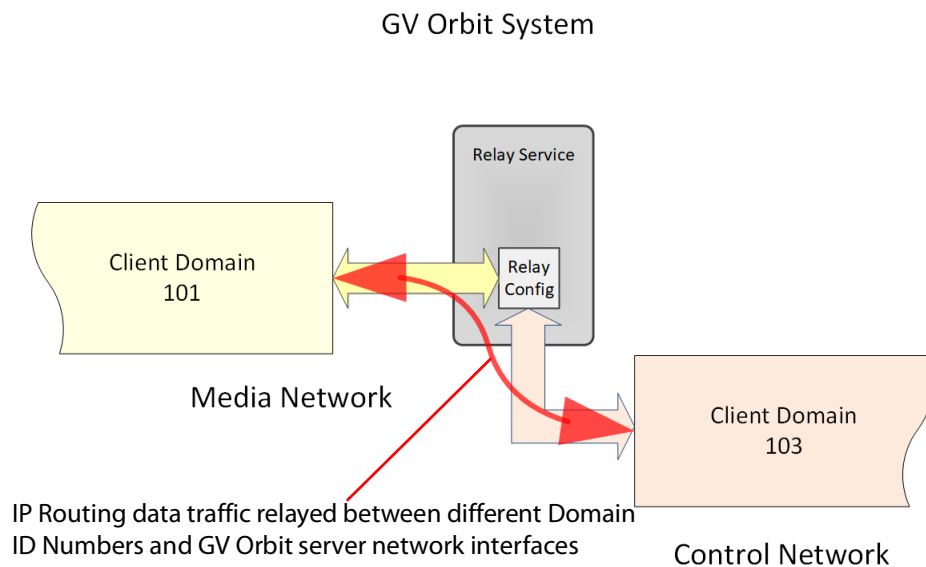 GV Orbit System
Relay Service
Relay
Config
Client Domain
101
Media Network
Client Domain
103
IP Routing data traffic relayed between different Domain
ID Numbers and GV Orbit server network interfaces
Control Network